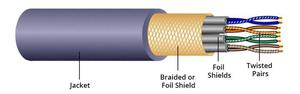 Jacket
Braided or
Foil Shield
Foil
Shields
Twisted
Pairs